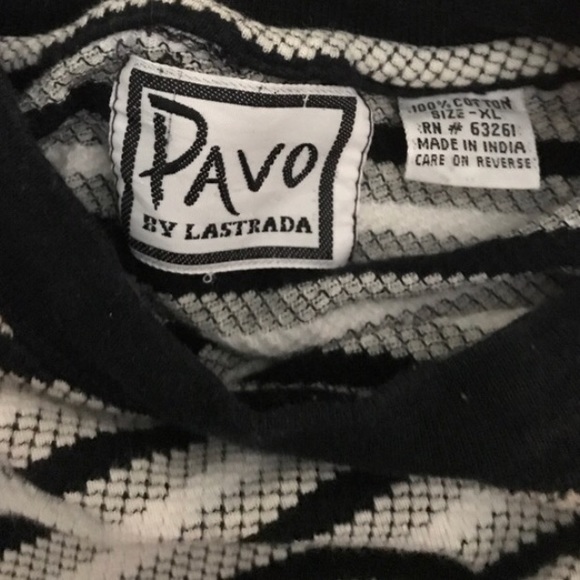 PAVO
BY LASTRADA
100% COTTON
SIZE-XL
RN # 63261
MADE IN INDIA
CARE ON REVERSE